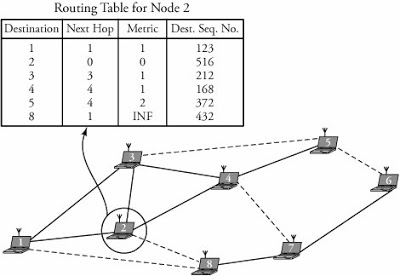 Routing Table for Node 2
Destination Next Hop Metric Dest. Seq. No.
1 1 1 123
2 0 0 516
3 3 1 212
4 4 1 168
5 4 2 372
8 1 INF 432
3
5
4
6
1
2
7
8